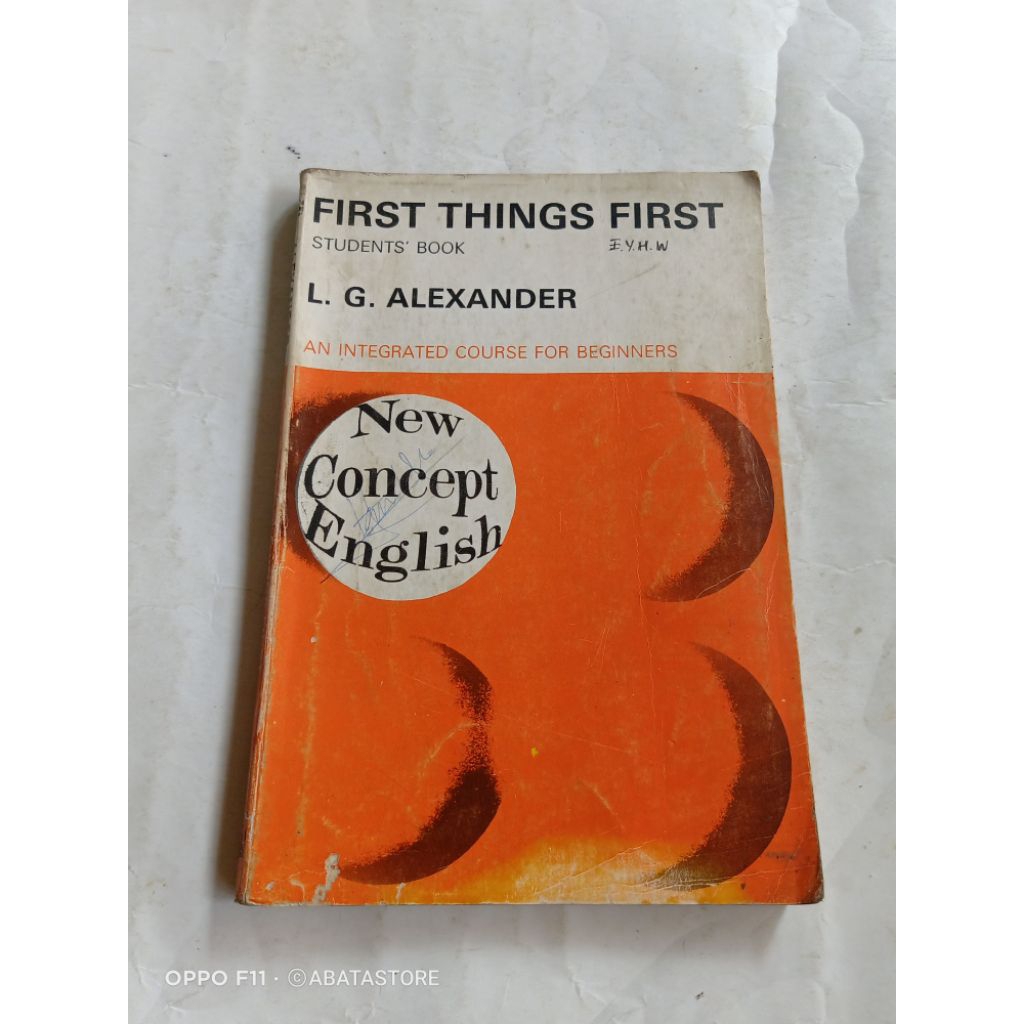 FIRST THINGS FIRST
STUDENTS' BOOK I.Y.H.W
L. G. ALEXANDER
AN INTEGRATED COURSE FOR BEGINNERS
New
Concept
English
OPPO F11 · ©ABATASTORE